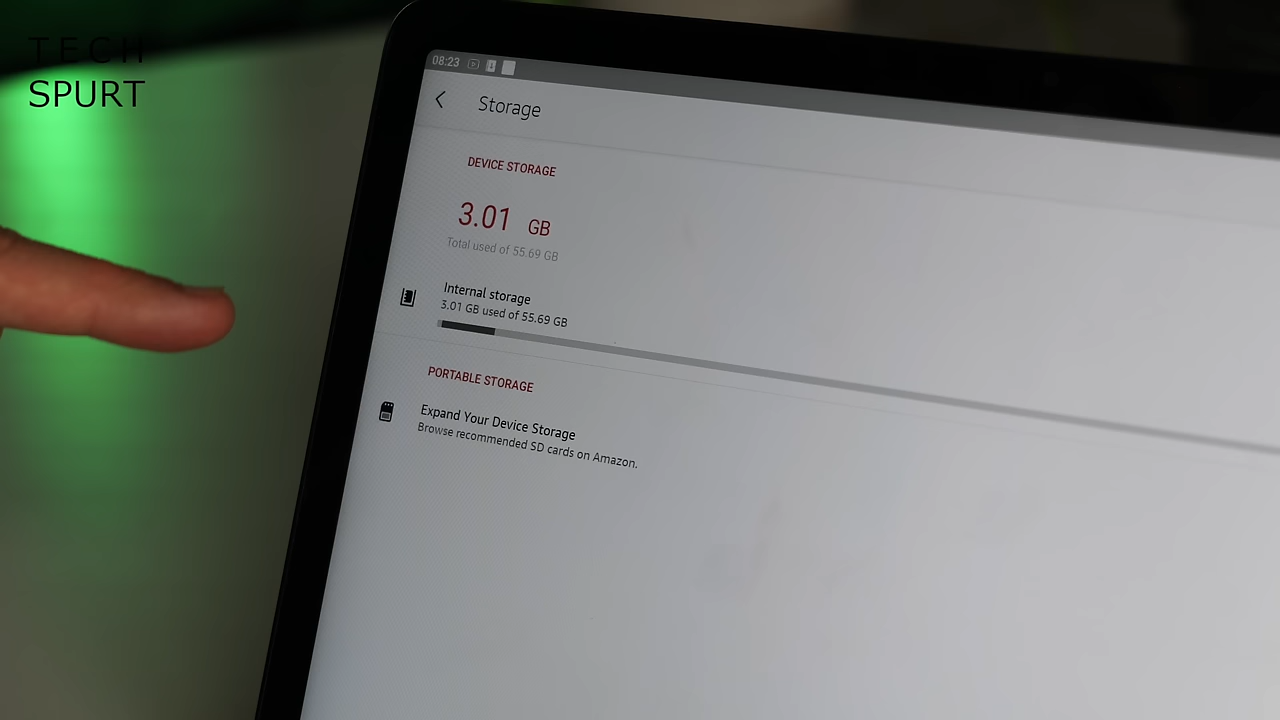 TECH
SPURT
08:23
Storage
DEVICE STORAGE
3.01 GB
Total used of 55.69 GB
Internal storage
3.01 GB used of 55.69 GB
PORTABLE STORAGE
Expand Your Device Storage
Browse recommended SD cards on Amazon.